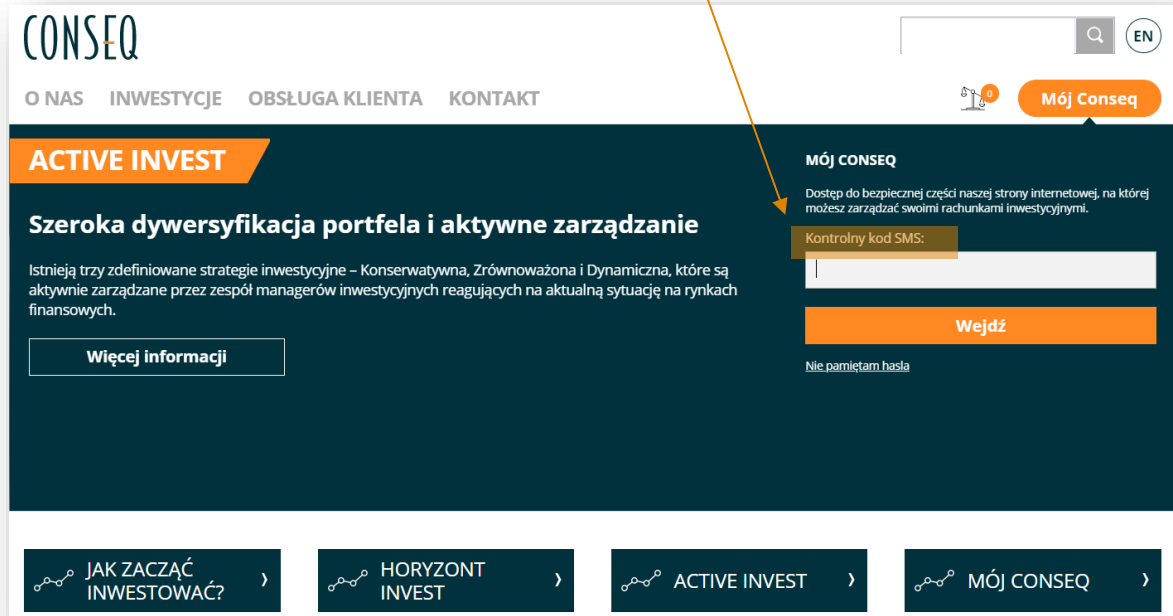 CONSEQ
EN
O NAS INWESTYCJE OBSŁUGA KLIENTA KONTAKT
0
Mój Conseq
ACTIVE INVEST
Szeroka dywersyfikacja portfela i aktywne zarządzanie
Istnieją trzy zdefiniowane strategie inwestycyjne – Konserwatywna, Zrównoważona i Dynamiczna, które są
aktywnie zarządzane przez zespół managerów inwestycyjnych reagujących na aktualną sytuację na rynkach
finansowych.
Więcej informacji
MÓJ CONSEQ
Dostęp do bezpiecznej części naszej strony internetowej, na której
możesz zarządzać swoimi rachunkami inwestycyjnymi.
Kontrolny kod SMS:
Wejdź
Nie pamiętam hasla
JAK ZACZĄĆ
INWESTOWAĆ?
HORYZONT
INVEST
ACTIVE INVEST
MÓJ CONSEQ